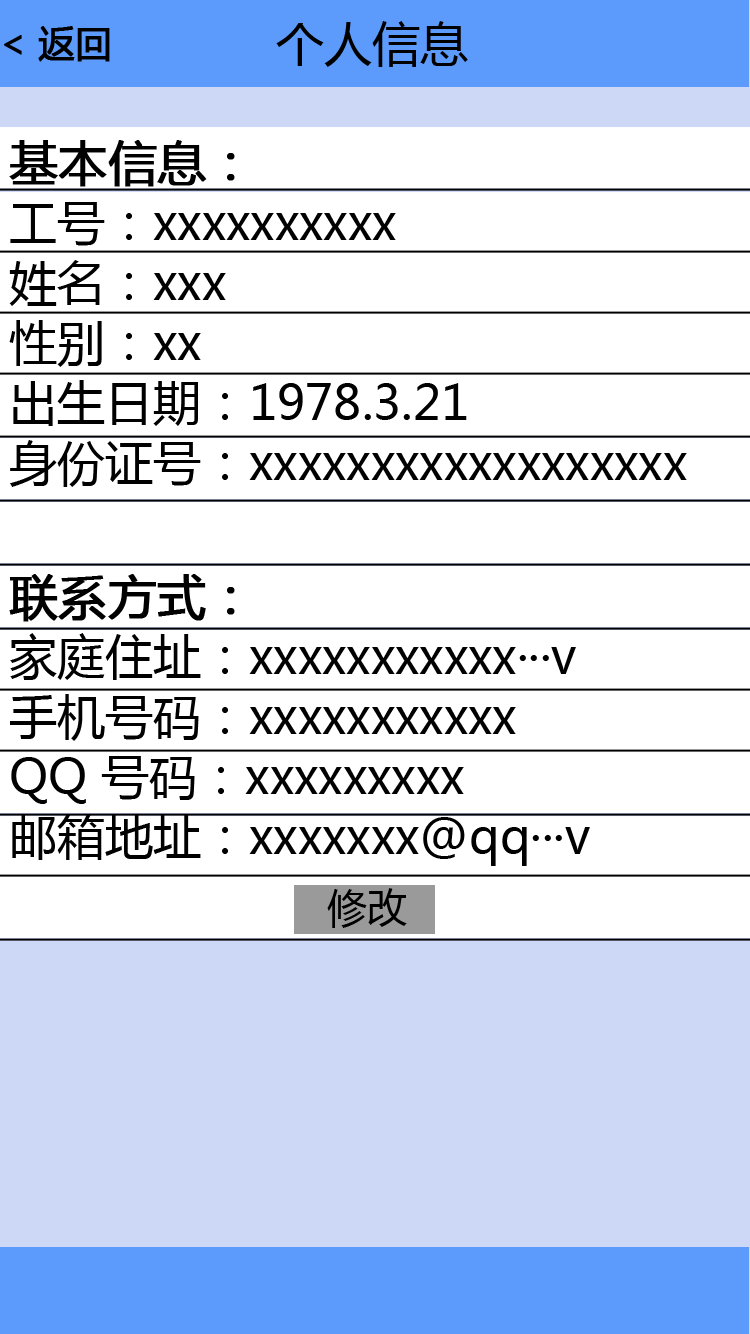 < 返回 个人信息
基本信息：
工号：xxxxxxxxxx
姓名：xxx
性别：xx
出生日期：1978.3.21
身份证号：xxxxxxxxxxxxxxxxxx
联系方式：
家庭住址：xxxxxxxxxxx···v
手机号码：xxxxxxxxxxx
QQ 号码：xxxxxxxxx
邮箱地址：xxxxxxx@qq···v
修改